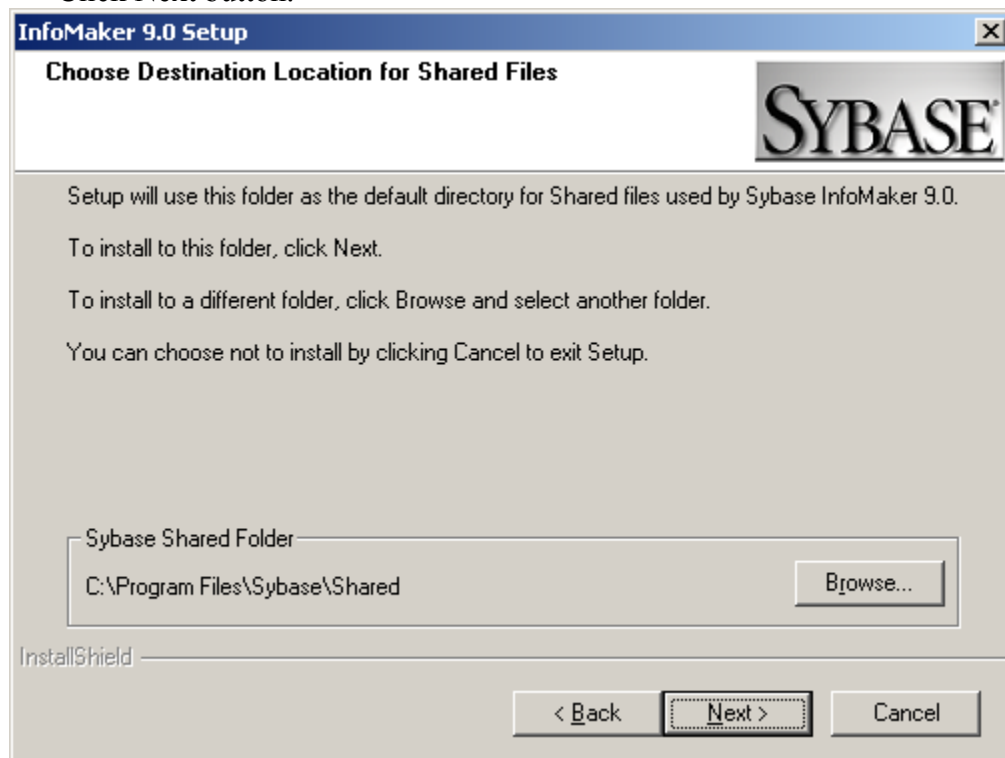 Click Next button.
InfoMaker 9.0 Setup
Choose Destination Location for Shared Files
SYBASE
Setup will use this folder as the default directory for Shared files used by Sybase InfoMaker 9.0.
To install to this folder, click Next.
To install to a different folder, click Browse and select another folder.
You can choose not to install by clicking Cancel to exit Setup.
Sybase Shared Folder
C:\Program Files\Sybase\Shared
Browse...
InstallShield
< Back
Next >
Cancel